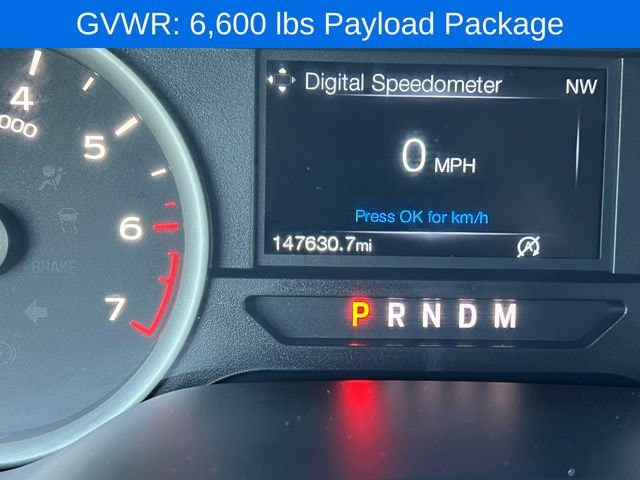 GVWR: 6,600 lbs Payload Package
Digital Speedometer
NW
0 MPH
Press OK for km/h
147630.7mi
4
000
5
6
7
BRAKE
P R N D M